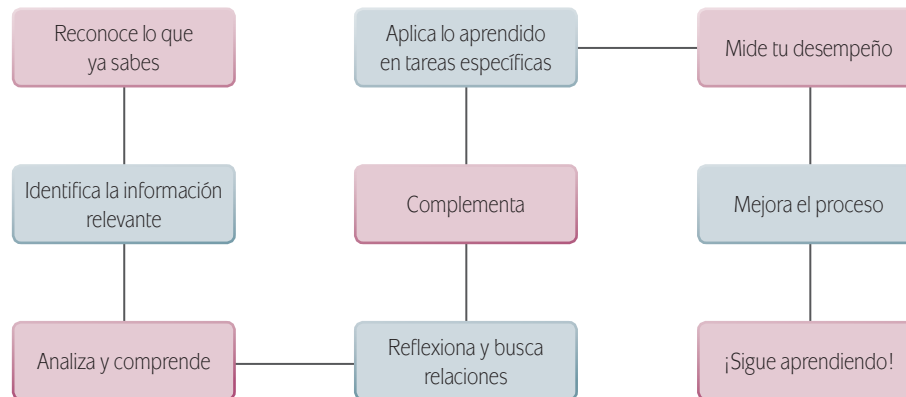 Reconoce lo que
ya sabes
Identifica la información
relevante
Analiza y comprende
Reflexiona y busca
relaciones
Complementa
Aplica lo aprendido
en tareas específicas
Mide tu desempeño
Mejora el proceso
¡Sigue aprendiendo!